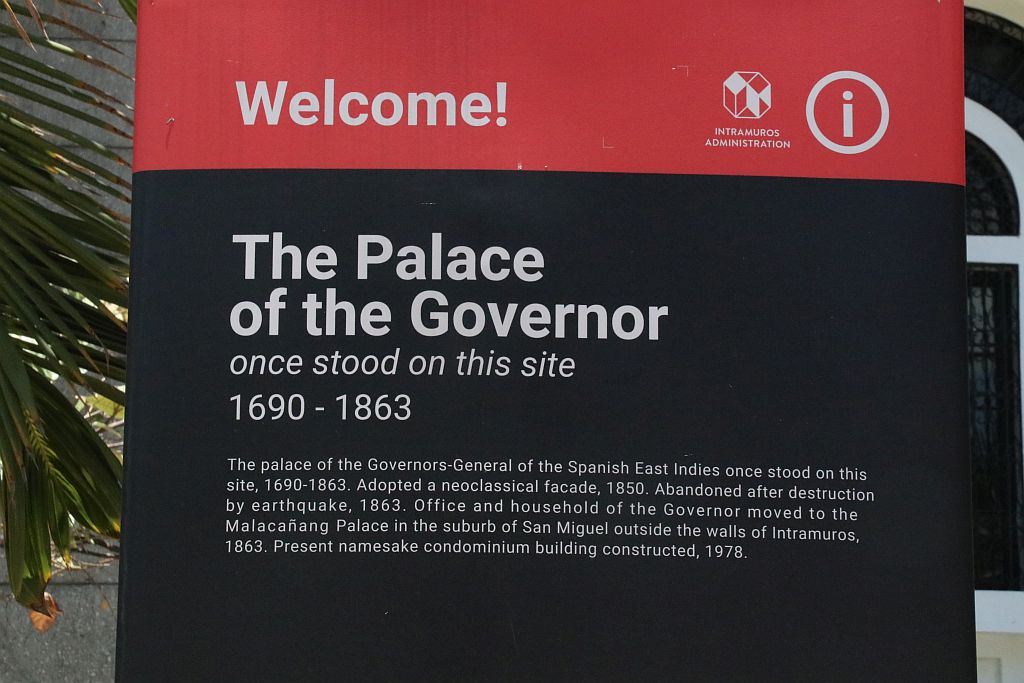 Welcome!
INTRAMUROS
ADMINISTRATION
i
The Palace
of the Governor
once stood on this site
1690 - 1863
The palace of the Governors-General of the Spanish East Indies once stood on this
site, 1690-1863. Adopted a neoclassical facade, 1850. Abandoned after destruction
by earthquake, 1863. Office and household of the Governor moved to the
Malacañang Palace in the suburb of San Miguel outside the walls of Intramuros,
1863. Present namesake condominium building constructed, 1978.